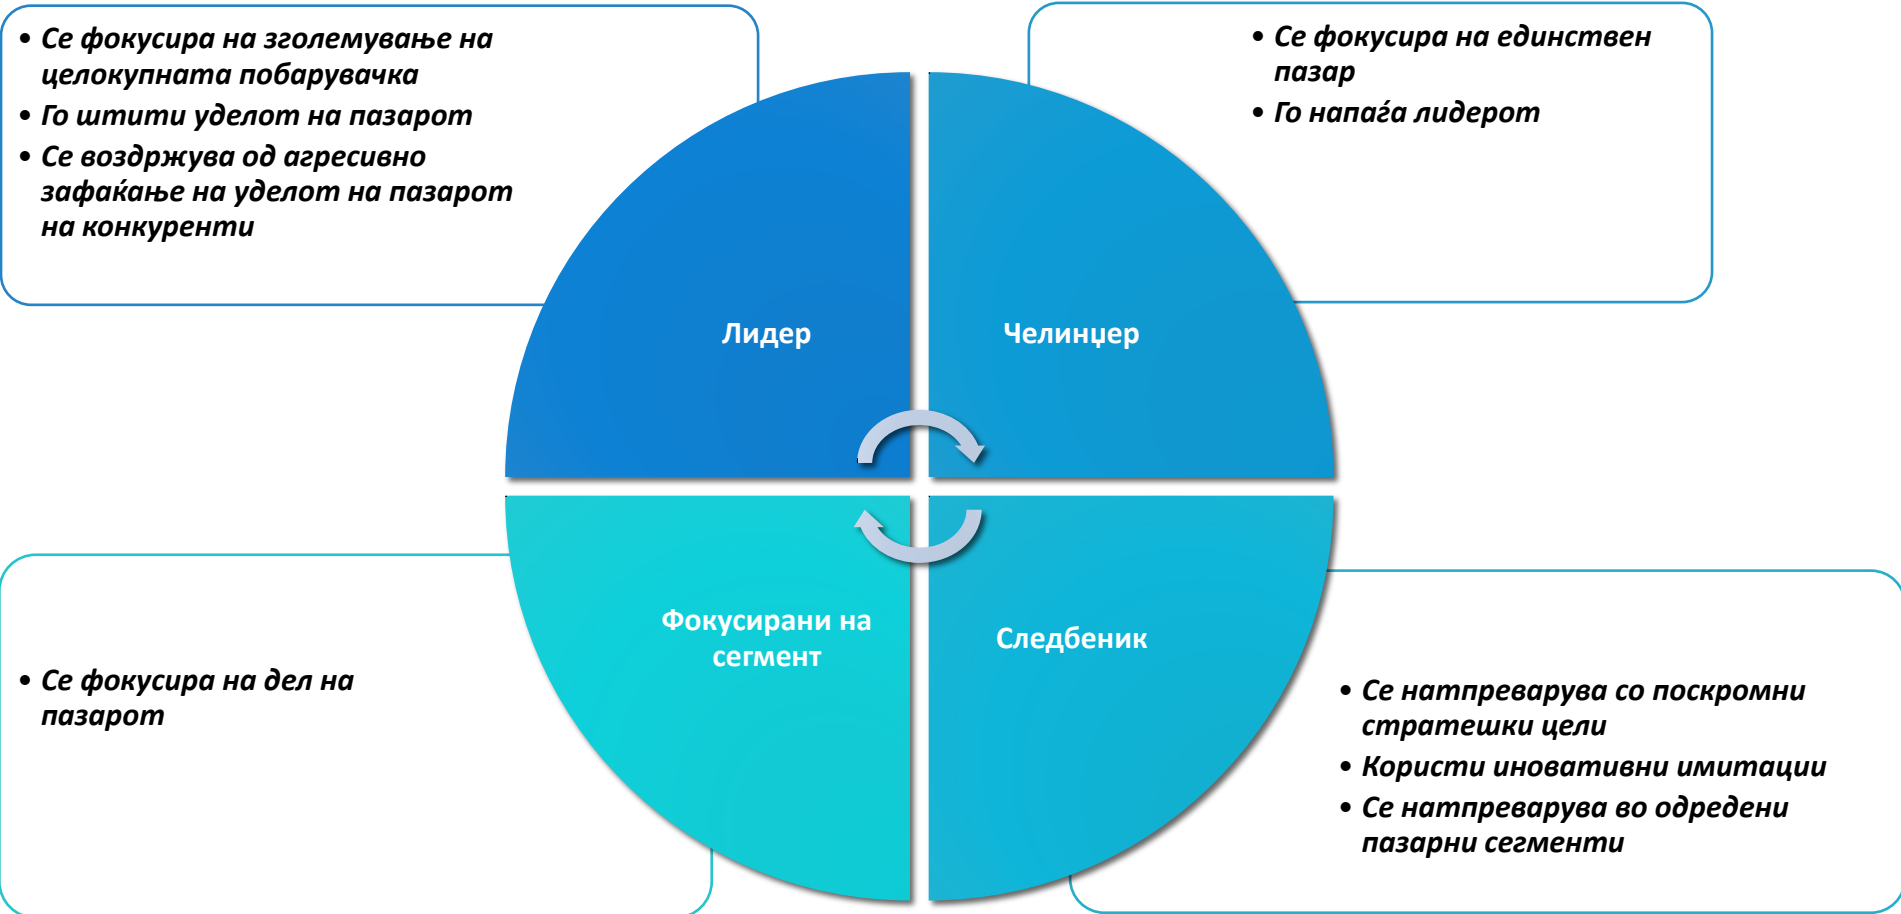 • Се фокусира на зголемување на
целокупната побарувачка
• Го штити уделот на пазарот
• Се воздржува од агресивно
зафаќање на уделот на пазарот
на конкуренти
• Се фокусира на единствен
пазар
• Го напаѓа лидерот
Лидер
Челинџер
Фокусирани на
сегмент
Следбеник
• Се фокусира на дел на
пазарот
• Се натпреварува со поскромни
стратешки цели
• Користи иновативни имитации
• Се натпреварува во одредени
пазарни сегменти